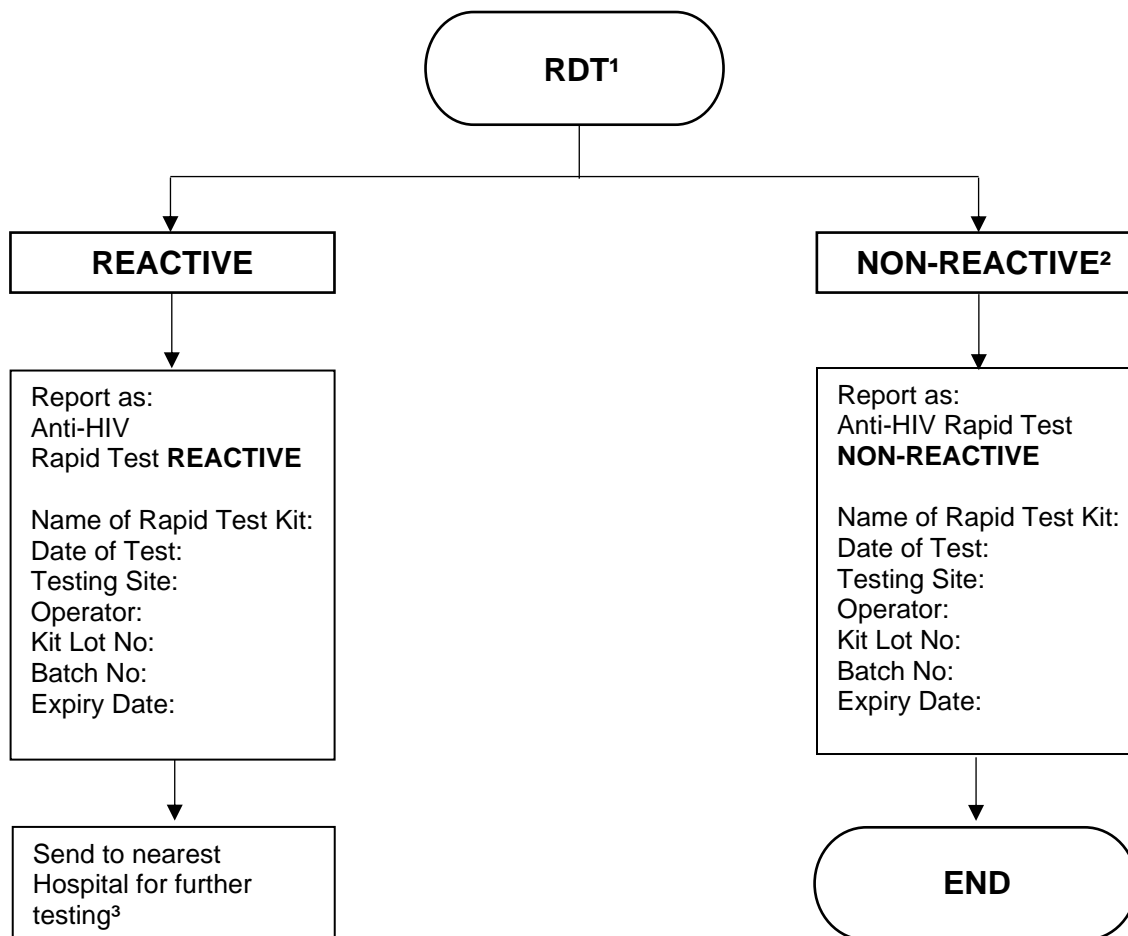 RDT¹
REACTIVE
NON-REACTIVE²
Report as:
Anti-HIV
Rapid Test REACTIVE
Name of Rapid Test Kit:
Date of Test:
Testing Site:
Operator:
Kit Lot No:
Batch No:
Expiry Date:
Report as:
Anti-HIV Rapid Test
NON-REACTIVE
Name of Rapid Test Kit:
Date of Test:
Testing Site:
Operator:
Kit Lot No:
Batch No:
Expiry Date:
Send to nearest
Hospital for further
testing³
END